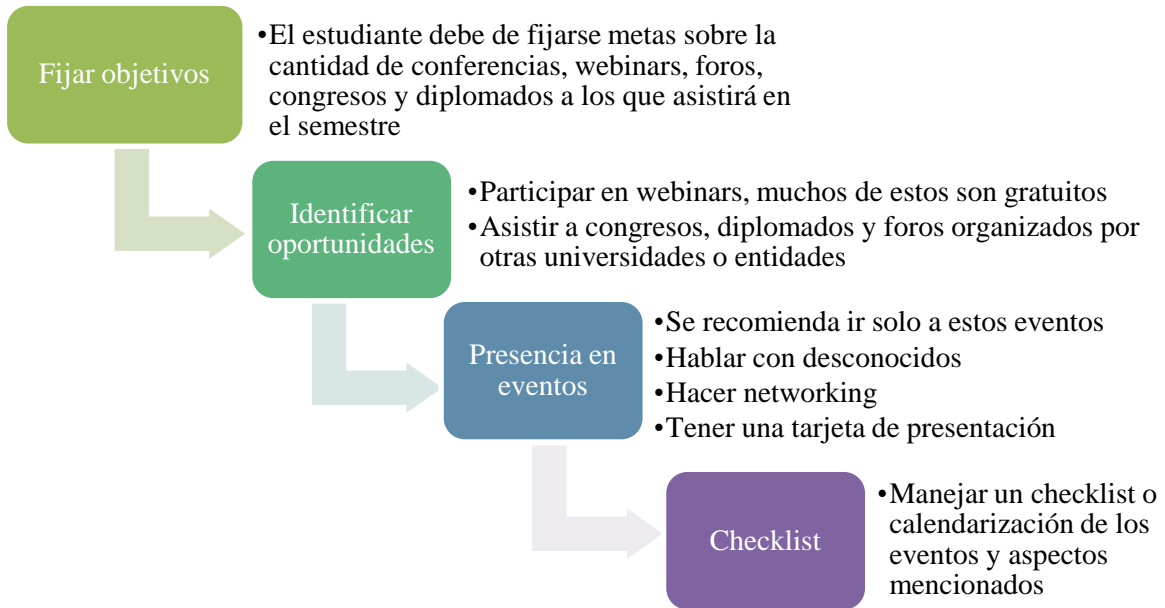 Fijar objetivos
•El estudiante debe de fijarse metas sobre la
cantidad de conferencias, webinars, foros,
congresos y diplomados a los que asistirá en
el semestre
Identificar
oportunidades
•Participar en webinars, muchos de estos son gratuitos
•Asistir a congresos, diplomados y foros organizados por
otras universidades o entidades
Presencia en
eventos
•Se recomienda ir solo a estos eventos
•Hablar con desconocidos
•Hacer networking
•Tener una tarjeta de presentación
Checklist
•Manejar un checklist o
calendarización de los
eventos y aspectos
mencionados